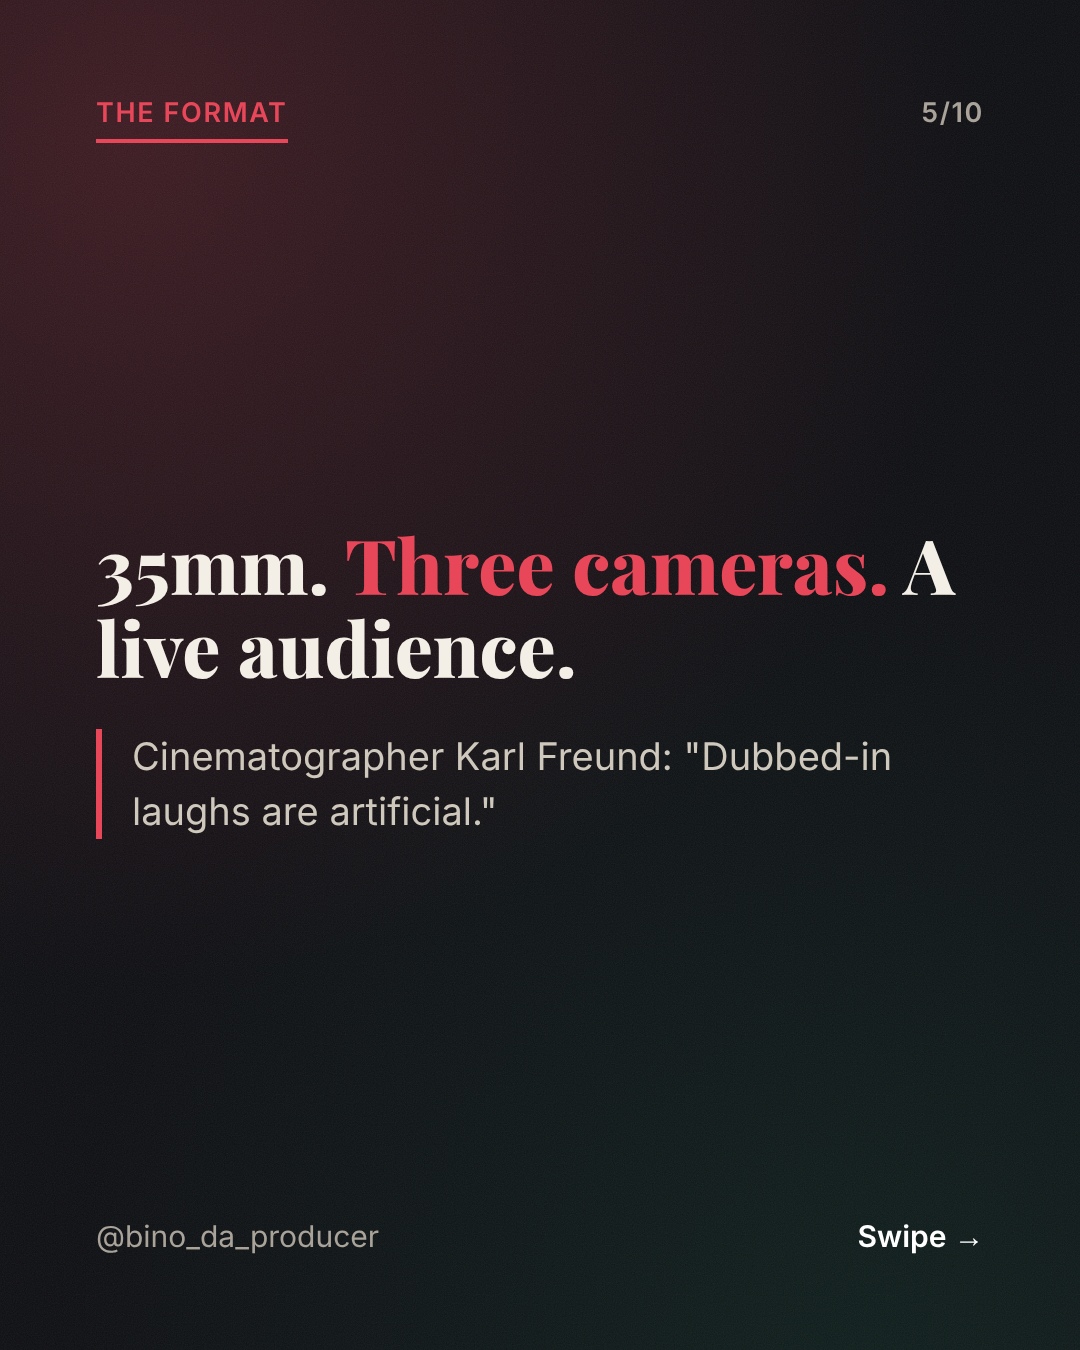 THE FORMAT
5/10
35mm. Three cameras. A
live audience.
Cinematographer Karl Freund: "Dubbed-in
laughs are artificial."
@bino_da_producer
Swipe →